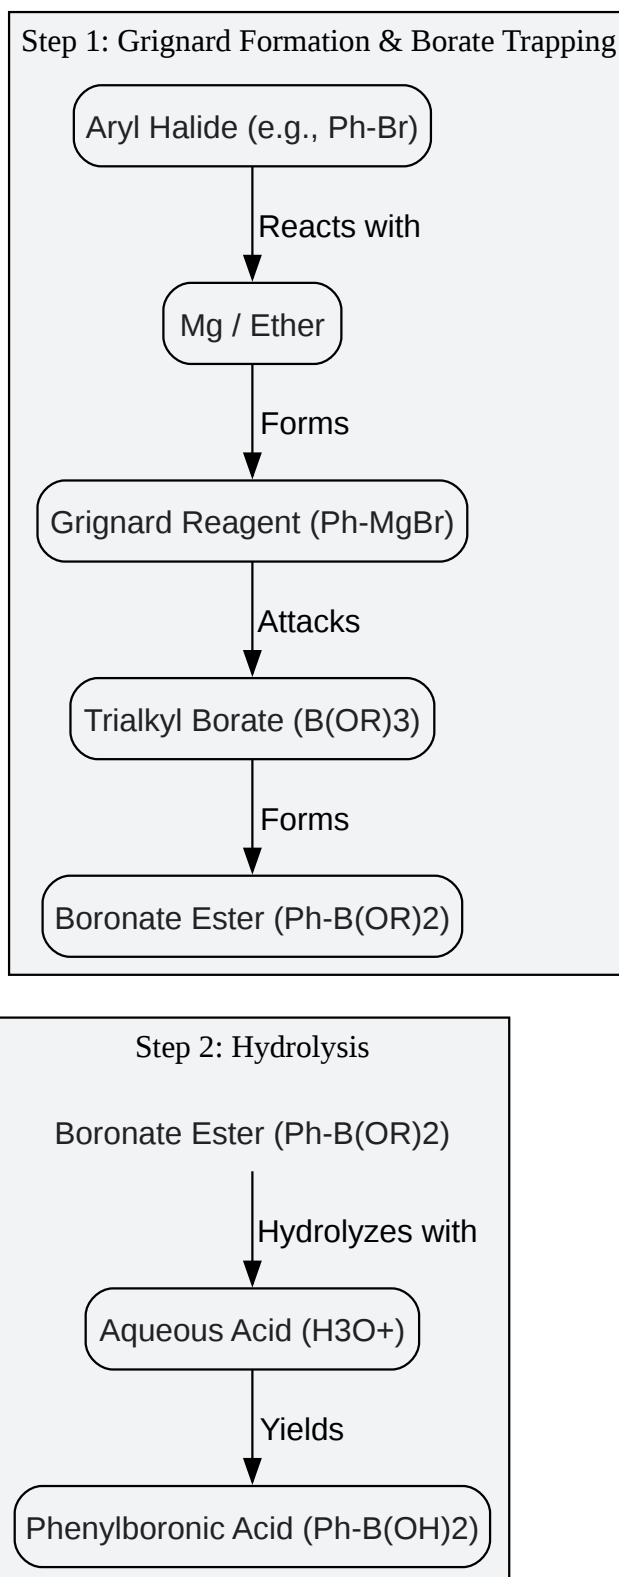 Step 1: Grignard Formation & Borate Trapping
Aryl Halide (e.g., Ph-Br)
Reacts with
Mg / Ether
Forms
Grignard Reagent (Ph-MgBr)
Attacks
Trialkyl Borate (B(OR)3)
Forms
Boronate Ester (Ph-B(OR)2)
Step 2: Hydrolysis
Boronate Ester (Ph-B(OR)2)
Hydrolyzes with
Aqueous Acid (H3O+)
Yields
Phenylboronic Acid (Ph-B(OH)2)